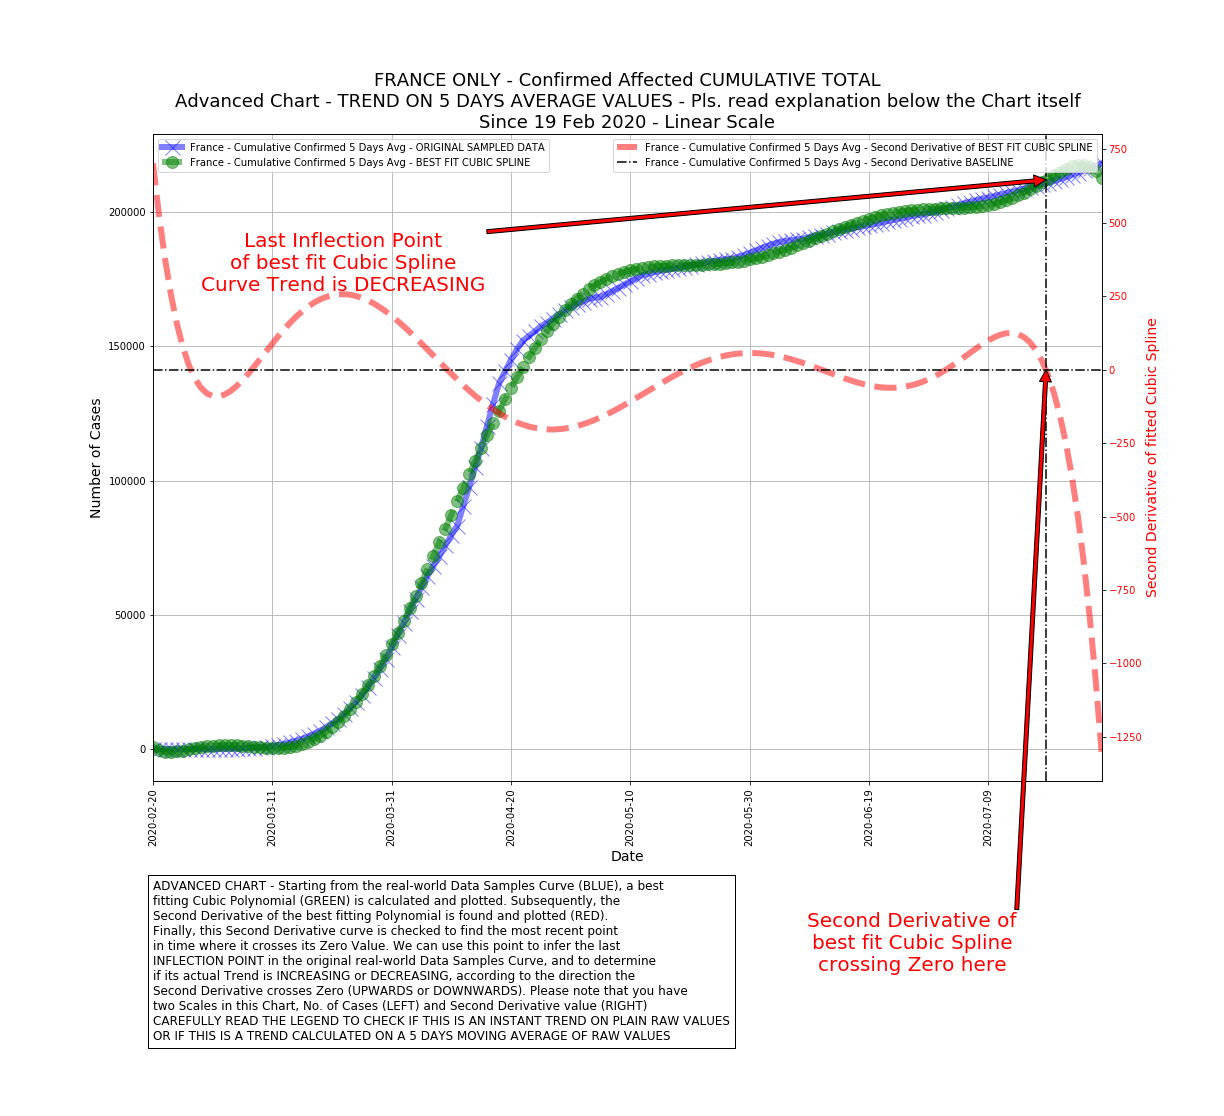 FRANCE ONLY - Confirmed Affected CUMULATIVE TOTAL
Advanced Chart - TREND ON 5 DAYS AVERAGE VALUES - Pls. read explanation below the Chart itself
Since 19 Feb 2020 - Linear Scale
France - Cumulative Confirmed 5 Days Avg - ORIGINAL SAMPLED DATA
France - Cumulative Confirmed 5 Days Avg - BEST FIT CUBIC SPLINE
France - Cumulative Confirmed 5 Days Avg - Second Derivative of BEST FIT CUBIC SPLINE
France - Cumulative Confirmed 5 Days Avg - Second Derivative BASELINE
Last Inflection Point
of best fit Cubic Spline
Curve Trend is DECREASING
Number of Cases
200000
150000
100000
50000
0
750
500
250
0
−250
−500
−750
−1000
−1250
Second Derivative of fitted Cubic Spline
2020-02-20
2020-03-11
2020-03-31
2020-04-20
2020-05-10
2020-05-30
2020-06-19
2020-07-09
Date
Second Derivative of
best fit Cubic Spline
crossing Zero here
ADVANCED CHART - Starting from the real-world Data Samples Curve (BLUE), a best
fitting Cubic Polynomial (GREEN) is calculated and plotted. Subsequently, the
Second Derivative of the best fitting Polynomial is found and plotted (RED).
Finally, this Second Derivative curve is checked to find the most recent point
in time where it crosses its Zero Value. We can use this point to infer the last
INFLECTION POINT in the original real-world Data Samples Curve, and to determine
if its actual Trend is INCREASING or DECREASING, according to the direction the
Second Derivative crosses Zero (UPWARDS or DOWNWARDS). Please note that you have
two Scales in this Chart, No. of Cases (LEFT) and Second Derivative value (RIGHT)
CAREFULLY READ THE LEGEND TO CHECK IF THIS IS AN INSTANT TREND ON PLAIN RAW VALUES
OR IF THIS IS A TREND CALCULATED ON A 5 DAYS MOVING AVERAGE OF RAW VALUES